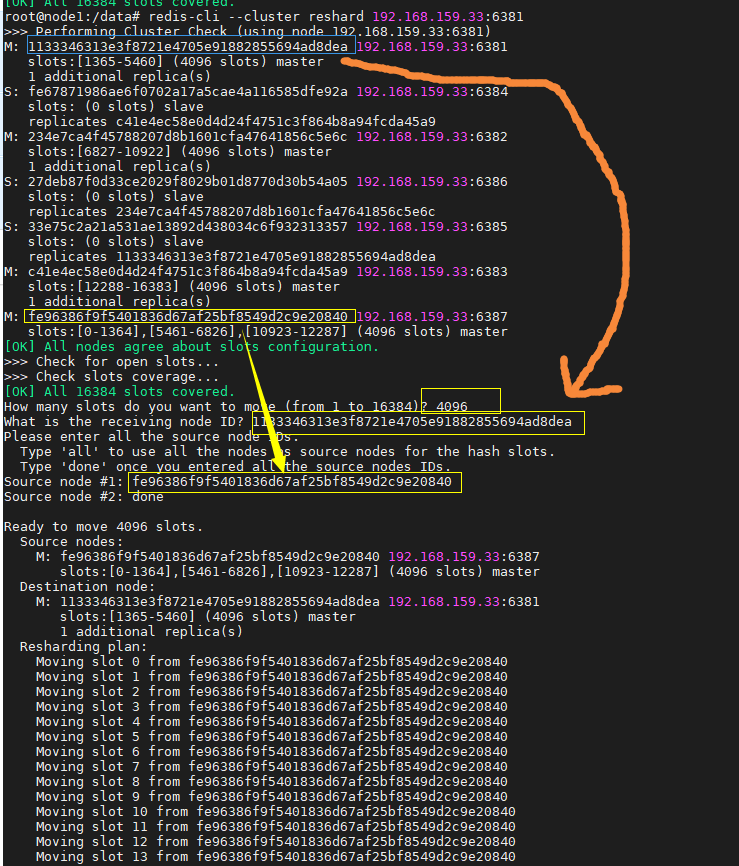 [OK] All 16384 slots covered.
root@node1:/data# redis-cli --cluster reshard 192.168.159.33:6381
>>> Performing Cluster Check (using node 192.168.159.33:6381)
M: 1133346313e3f8721e4705e91882855694ad8dea 192.168.159.33:6381
   slots:[1365-5460] (4096 slots) master
   1 additional replica(s)
S: fe67871986ae6f0702a17a5cae4a116585dfe92a 192.168.159.33:6384
   slots: (0 slots) slave
   replicates c41e4ec58e0d4d24f4751c3f864b8a94fcda45a9
M: 234e7ca4f45788207d8b1601cfa47641856c5e6c 192.168.159.33:6382
   slots:[6827-10922] (4096 slots) master
   1 additional replica(s)
S: 27deb87f0d33ce2029f8029b01d8770d30b54a05 192.168.159.33:6386
   slots: (0 slots) slave
   replicates 234e7ca4f45788207d8b1601cfa47641856c5e6c
S: 33e75c2a21a531ae13892d438034c6f932313357 192.168.159.33:6385
   slots: (0 slots) slave
   replicates 1133346313e3f8721e4705e91882855694ad8dea
M: c41e4ec58e0d4d24f4751c3f864b8a94fcda45a9 192.168.159.33:6383
   slots:[12288-16383] (4096 slots) master
   1 additional replica(s)
M: fe96386f9f5401836d67af25bf8549d2c9e20840 192.168.159.33:6387
   slots:[0-1364],[5461-6826],[10923-12287] (4096 slots) master
[OK] All nodes agree about slots configuration.
>>> Check for open slots...
>>> Check slots coverage...
[OK] All 16384 slots covered.
How many slots do you want to move (from 1 to 16384)? 4096
What is the receiving node ID? 1133346313e3f8721e4705e91882855694ad8dea
Please enter all the source node IDs.
  Type 'all' to use all the nodes as source nodes for the hash slots.
  Type 'done' once you entered all the source nodes IDs.
Source node #1: fe96386f9f5401836d67af25bf8549d2c9e20840
Source node #2: done

Ready to move 4096 slots.
  Source nodes:
    M: fe96386f9f5401836d67af25bf8549d2c9e20840 192.168.159.33:6387
       slots:[0-1364],[5461-6826],[10923-12287] (4096 slots) master
  Destination node:
    M: 1133346313e3f8721e4705e91882855694ad8dea 192.168.159.33:6381
       slots:[1365-5460] (4096 slots) master
       1 additional replica(s)
  Resharding plan:
    Moving slot 0 from fe96386f9f5401836d67af25bf8549d2c9e20840
    Moving slot 1 from fe96386f9f5401836d67af25bf8549d2c9e20840
    Moving slot 2 from fe96386f9f5401836d67af25bf8549d2c9e20840
    Moving slot 3 from fe96386f9f5401836d67af25bf8549d2c9e20840
    Moving slot 4 from fe96386f9f5401836d67af25bf8549d2c9e20840
    Moving slot 5 from fe96386f9f5401836d67af25bf8549d2c9e20840
    Moving slot 6 from fe96386f9f5401836d67af25bf8549d2c9e20840
    Moving slot 7 from fe96386f9f5401836d67af25bf8549d2c9e20840
    Moving slot 8 from fe96386f9f5401836d67af25bf8549d2c9e20840
    Moving slot 9 from fe96386f9f5401836d67af25bf8549d2c9e20840
    Moving slot 10 from fe96386f9f5401836d67af25bf8549d2c9e20840
    Moving slot 11 from fe96386f9f5401836d67af25bf8549d2c9e20840
    Moving slot 12 from fe96386f9f5401836d67af25bf8549d2c9e20840
    Moving slot 13 from fe96386f9f5401836d67af25bf8549d2c9e20840